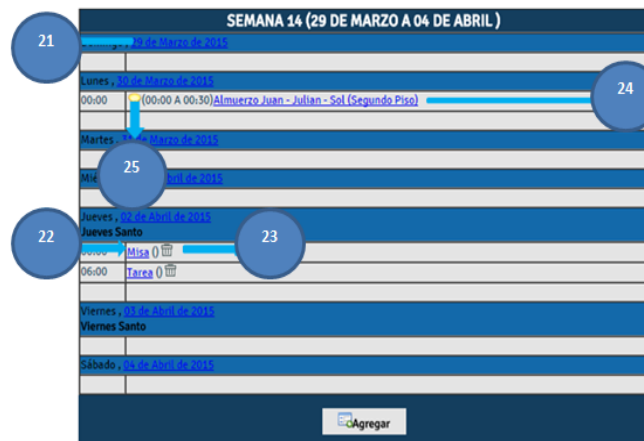 SEMANA 14 (29 DE MARZO A 04 DE ABRIL )
21
29 de Marzo de 2015
Lunes , 30 de Marzo de 2015
00:00 (00:00 A 00:30)Almuerzo Juan - Julian - Sol (Segundo Piso)
24
Martes , de Marzo de 2015
25
de 2015
Jueves , 02 de Abril de 2015
Jueves Santo
22
Misa ()
23
06:00 Tarea ()
Viernes , 03 de Abril de 2015
Viernes Santo
Sábado , 04 de Abril de 2015
Agregar